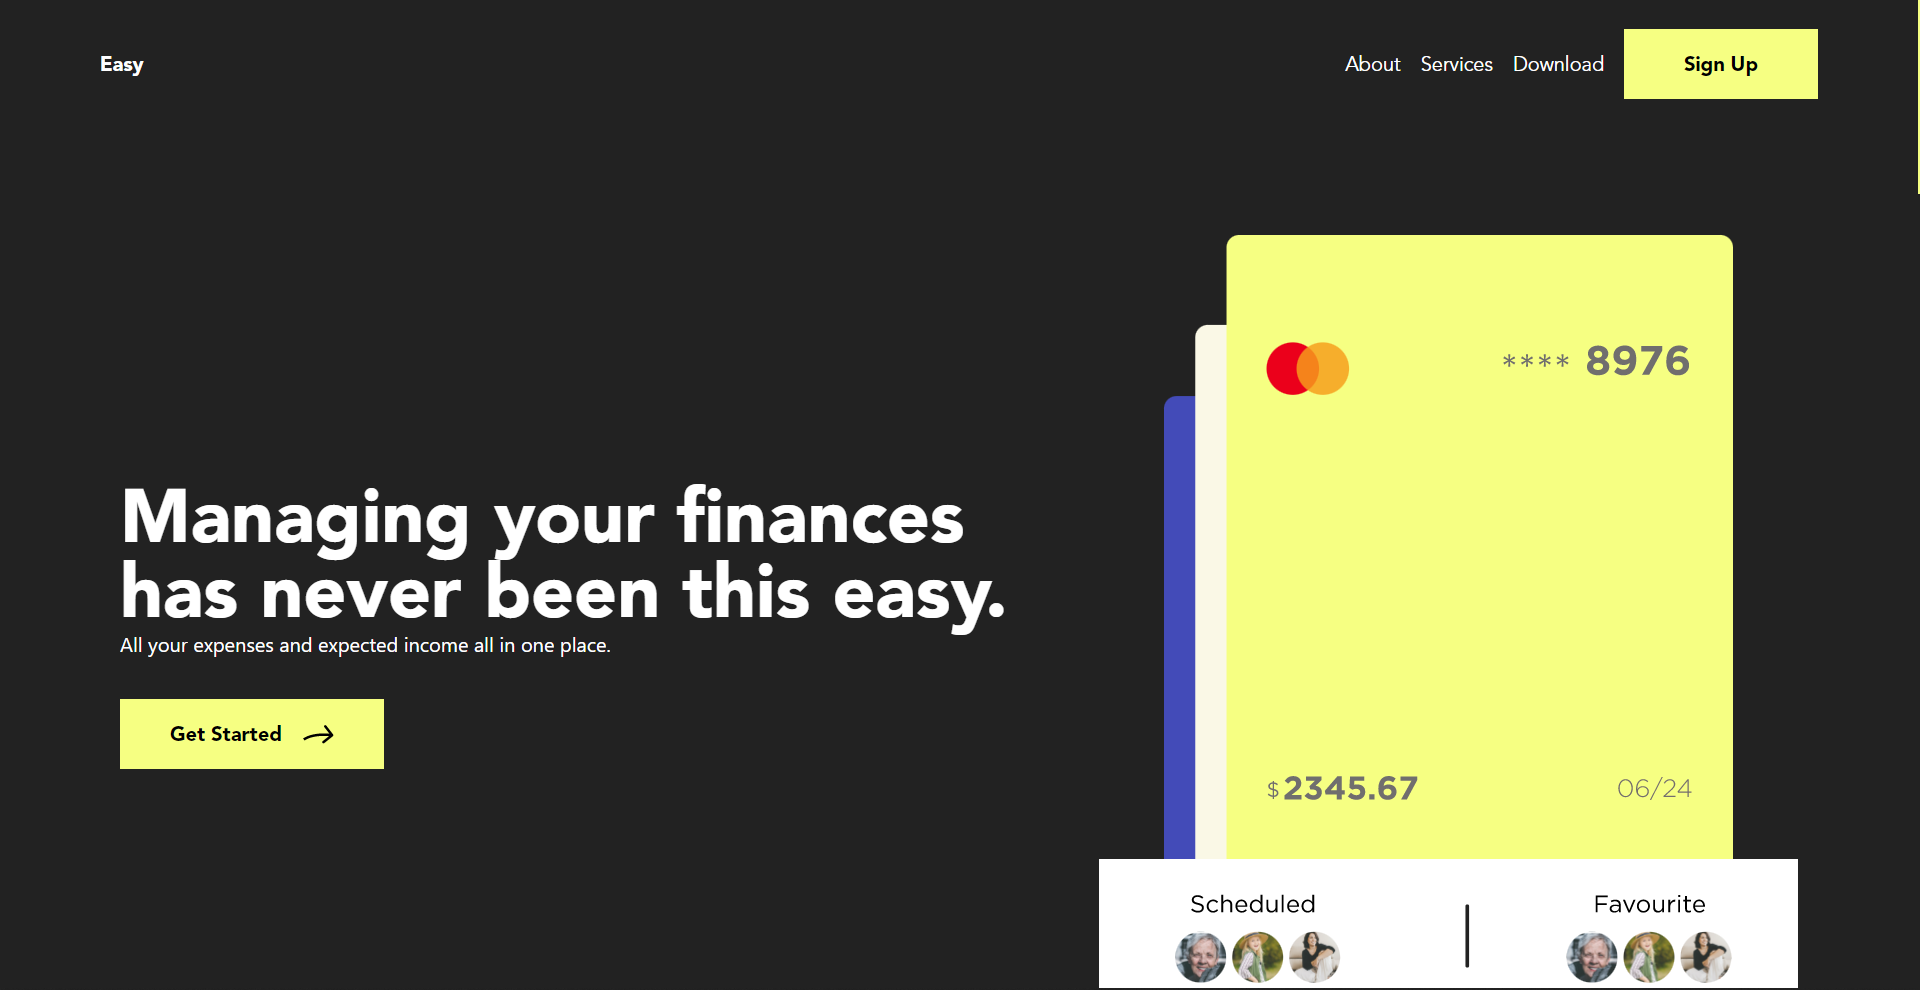 Easy
About Services Download Sign Up
**** 8976
Managing your finances
has never been this easy.
All your expenses and expected income all in one place.
Get Started
$2345.67 06/24
Scheduled Favourite